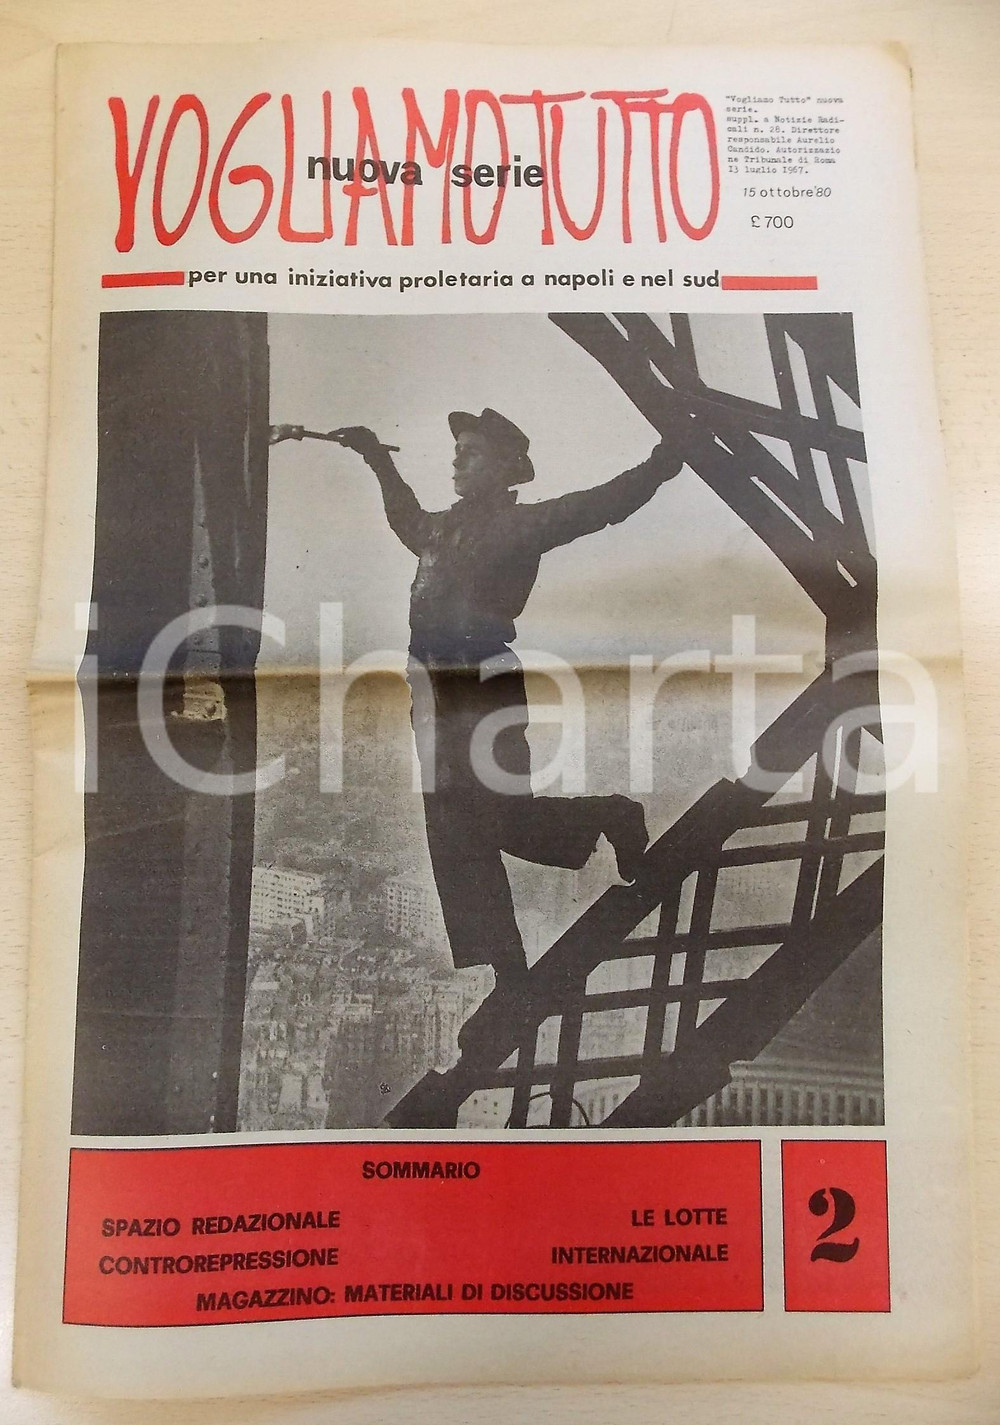 VOGLIAMO TUTTO
nuova serie
"Vogliamo Tutto" nuova
serie.
suppl. a Notizie Radi-
cali n. 28. Direttore
responsabile Aurelio
Candido. Autorizzazio
ne Tribunale di Roma
13 luglio 1967.
15 ottobre'80
£ 700
per una iniziativa proletaria a napoli e nel sud
iCharta
SOMMARIO
SPAZIO REDAZIONALE
LE LOTTE
CONTROREPRESSIONE
INTERNAZIONALE
MAGAZZINO: MATERIALI DI DISCUSSIONE
2